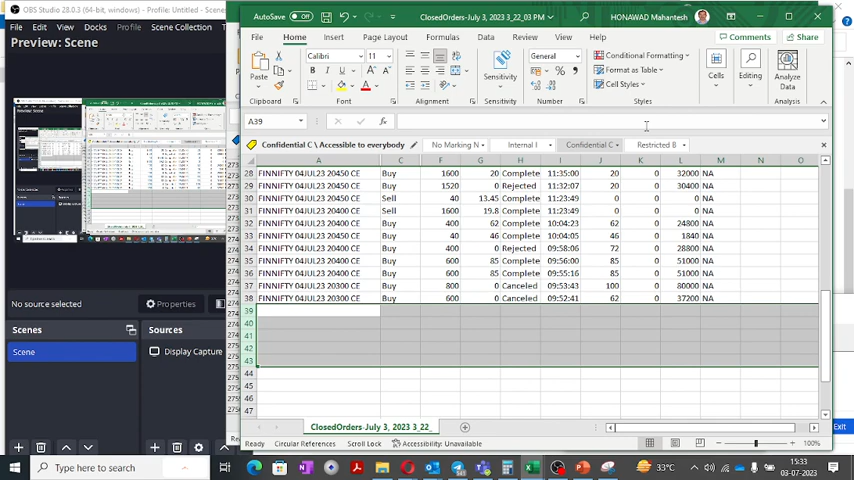 OBS Studio 28.0.3 (64-bit, windows) - Profile: Untitled - Scene
File Edit View Docks Profile Scene Collection
Preview: Scene
No source selected
Properties
Scenes
Sources
Scene
Display Capture
AutoSave Off
ClosedOrders-July 3, 2023 3_22_03 PM
HONAWAD Mahantesh
File Home Insert Page Layout Formulas Data Review View Help
Comments
Share
Paste
Calibri 11
B I U
A A
General
Sensitivity
Conditional Formatting
Format as Table
Cell Styles
Cells
Editing
Analyze
Data
Clipboard Font Alignment Sensitivity Number Styles Analysis
A39
fx
Confidential C \ Accessible to everybody
No Marking N
Internal I
Confidential C
Restricted B
A C F G H I J K L M N O
28 FINNIFTY 04JUL23 20450 CE Buy 1600 20 Complete 11:35:00 20 0 32000 NA
29 FINNIFTY 04JUL23 20450 CE Buy 1520 0 Rejected 11:32:07 20 0 30400 NA
30 FINNIFTY 04JUL23 20450 CE Sell 40 13.45 Complete 11:23:49 0 0 0 NA
31 FINNIFTY 04JUL23 20400 CE Sell 1600 19.8 Complete 11:23:49 0 0 0 NA
32 FINNIFTY 04JUL23 20400 CE Buy 400 62 Complete 10:04:23 62 0 24800 NA
33 FINNIFTY 04JUL23 20450 CE Buy 40 46 Complete 10:04:05 46 0 1840 NA
34 FINNIFTY 04JUL23 20400 CE Buy 400 0 Rejected 09:58:06 72 0 28800 NA
35 FINNIFTY 04JUL23 20400 CE Buy 600 85 Complete 09:56:00 85 0 51000 NA
36 FINNIFTY 04JUL23 20400 CE Buy 600 85 Complete 09:55:16 85 0 51000 NA
37 FINNIFTY 04JUL23 20300 CE Buy 800 0 Canceled 09:53:41 100 0 80000 NA
38 FINNIFTY 04JUL23 20300 CE Buy 600 0 Canceled 09:52:41 62 0 37200 NA
39
40
41
42
43
44
45
46
47
ClosedOrders-July 3, 2023 3_22_
Ready Circular References Scroll Lock Accessibility: Unavailable
100%
Exit
Type here to search
33°C
15:33
03-07-2023